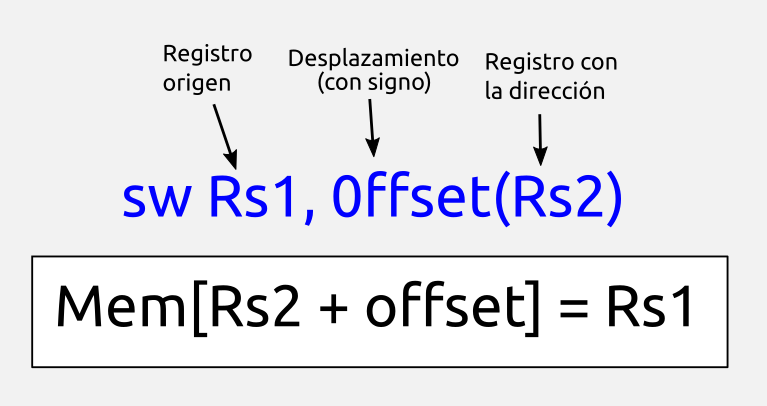 Registro
origen
Desplazamiento
(con signo)
Registro con
la dirección
sw Rs1, 0ffset(Rs2)
Mem[Rs2 + offset] = Rs1